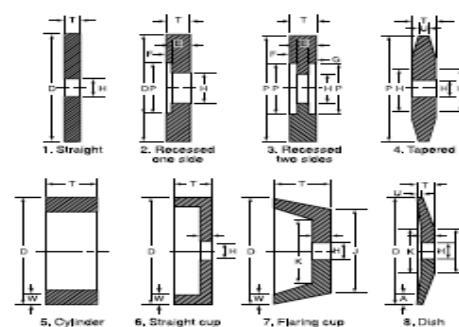 T
T
E
F
T
F
G
T
U
D
H
D P
H
P P
H P
P H
H
1. Straight
2. Recessed
one side
3. Recessed
two sides
4. Tapered
T
T
T
T
U
D
D
H
D
K
H
J
D
K
H
W
W
W
A
5. Cylinder
6. Straight cup
7. Flaring cup
8. Dish